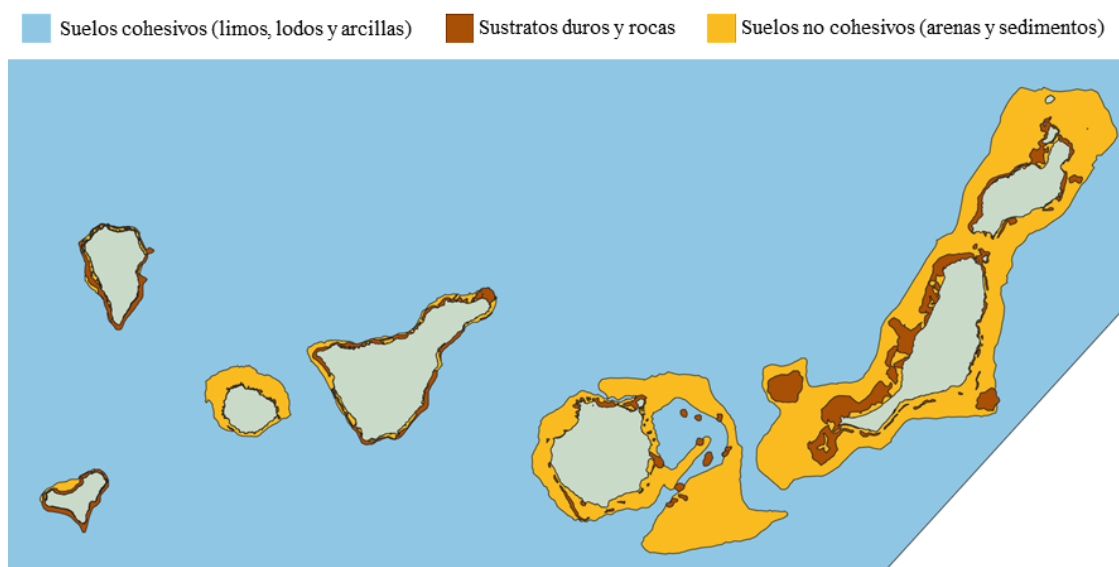 Suelos cohesivos (limos, lodos y arcillas) Sustratos duros y rocas Suelos no cohesivos (arenas y sedimentos)